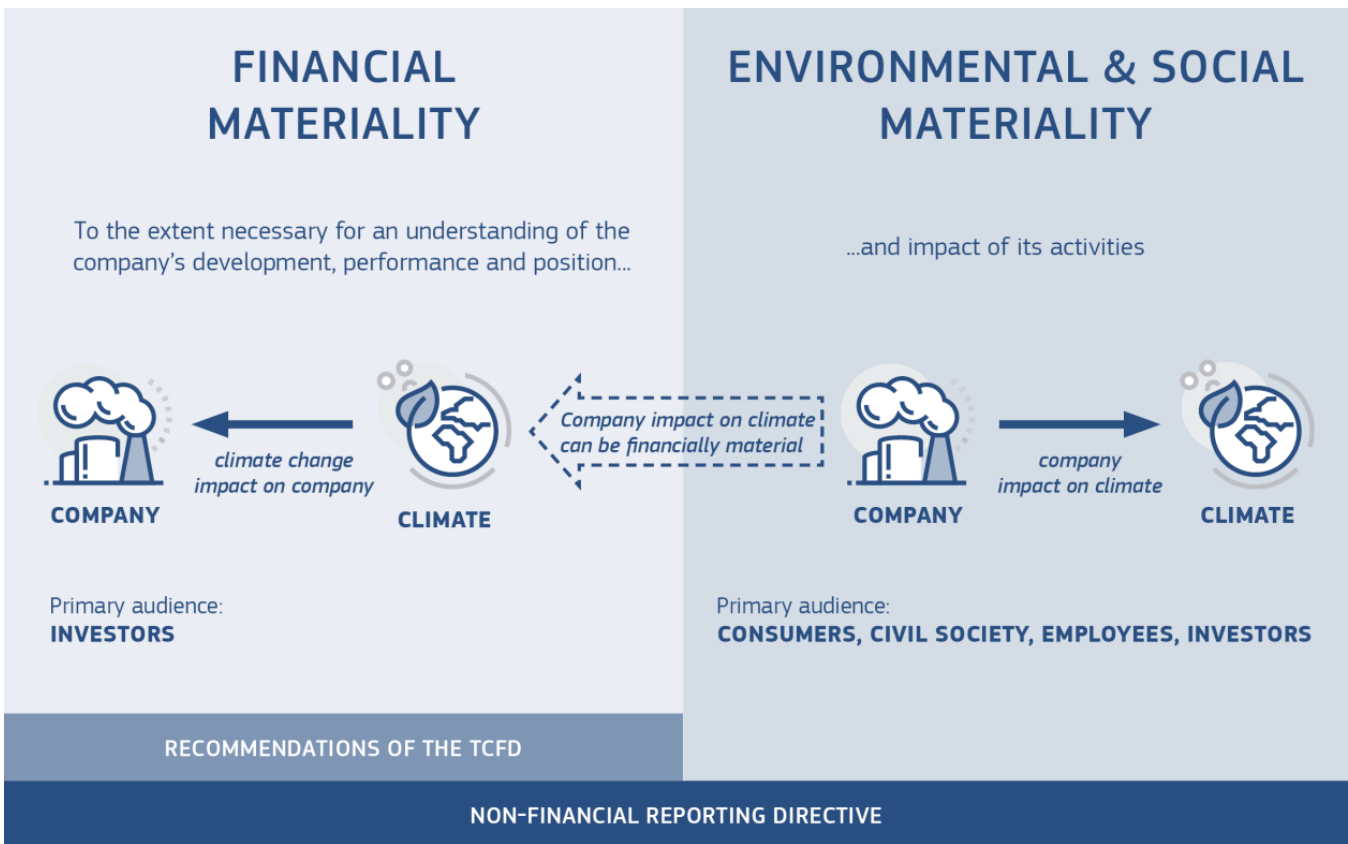 FINANCIAL
MATERIALITY
To the extent necessary for an understanding of the
company's development, performance and position...
climate change
impact on company
COMPANY
CLIMATE
Primary audience:
INVESTORS
Company impact on climate
can be financially material
ENVIRONMENTAL & SOCIAL
MATERIALITY
...and impact of its activities
company
impact on climate
COMPANY
CLIMATE
Primary audience:
CONSUMERS, CIVIL SOCIETY, EMPLOYEES, INVESTORS
RECOMMENDATIONS OF THE TCFD
NON-FINANCIAL REPORTING DIRECTIVE